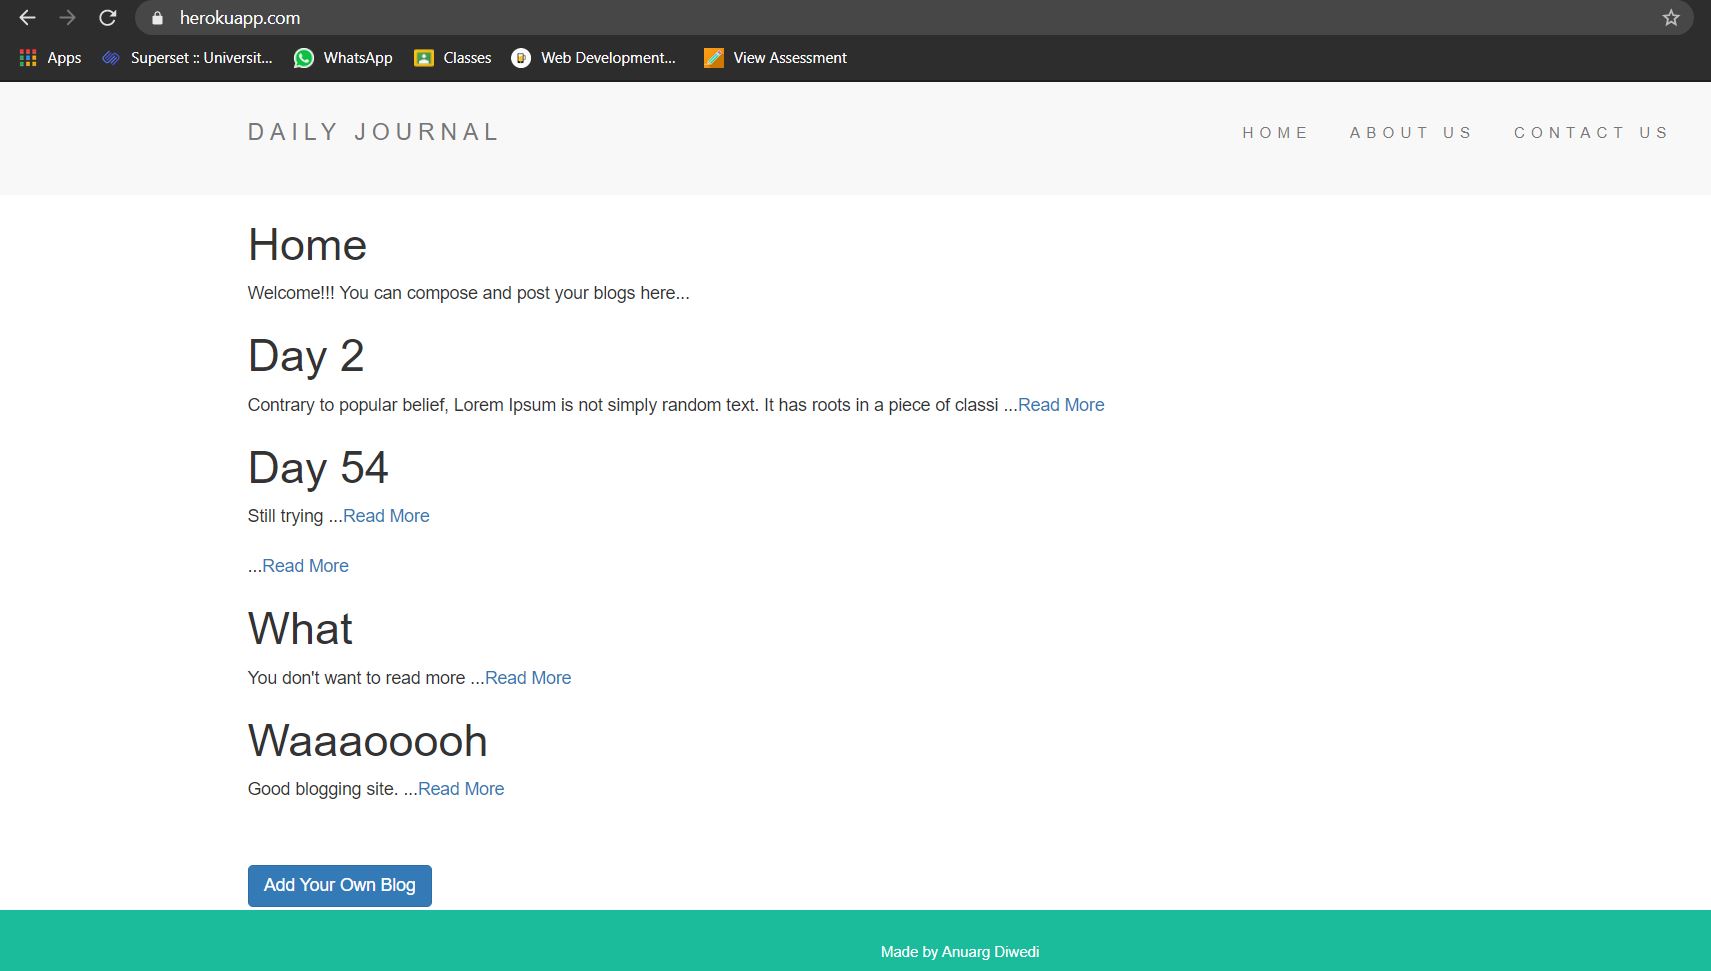 herokuapp.com
Apps Superset :: Universit... WhatsApp Classes Web Development... View Assessment
DAILY JOURNAL HOME ABOUT US CONTACT US
Home
Welcome!!! You can compose and post your blogs here...
Day 2
Contrary to popular belief, Lorem Ipsum is not simply random text. It has roots in a piece of classi ...Read More
Day 54
Still trying ...Read More
...Read More
What
You don't want to read more ...Read More
Waaaooooh
Good blogging site. ...Read More
Add Your Own Blog
Made by Anuarg Diwedi